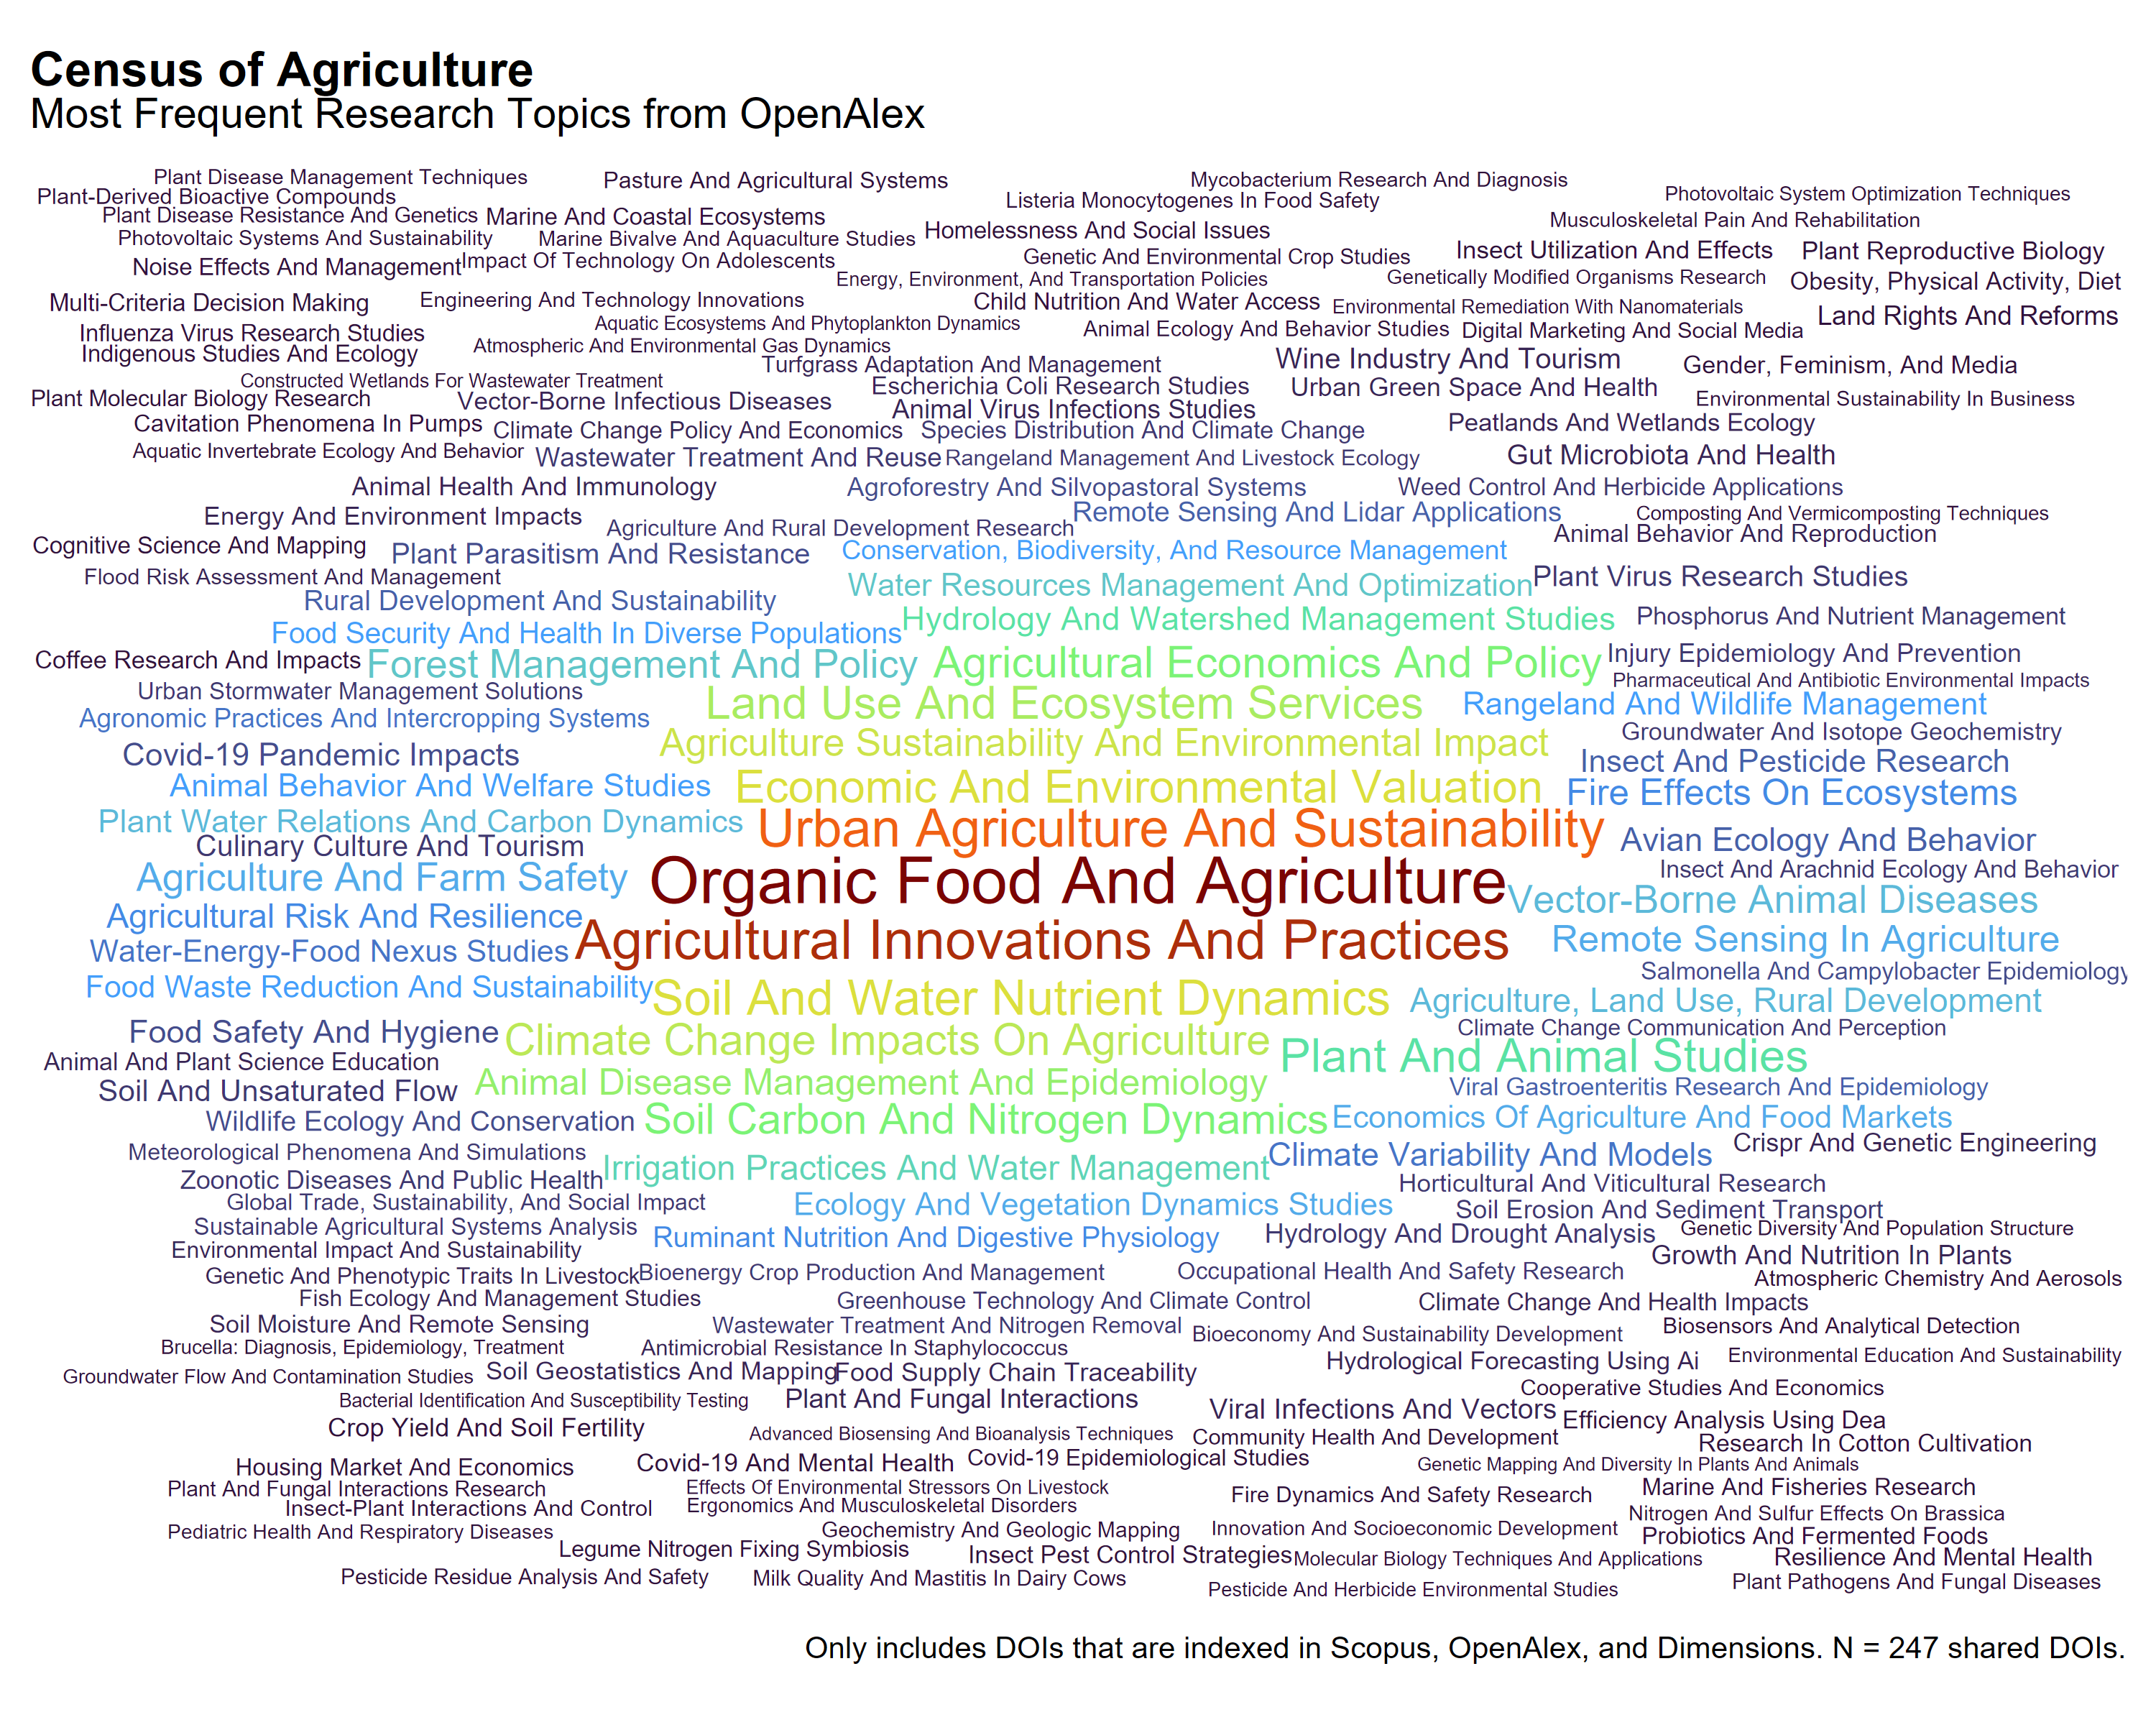 Census of Agriculture
Most Frequent Research Topics from OpenAlex
Plant Disease Management Techniques
Pasture And Agricultural Systems
Mycobacterium Research And Diagnosis
Photovoltaic System Optimization Techniques
Plant-Derived Bioactive Compounds
Listeria Monocytogenes In Food Safety
Plant Disease Resistance And Genetics
Marine And Coastal Ecosystems
Musculoskeletal Pain And Rehabilitation
Photovoltaic Systems And Sustainability
Marine Bivalve And Aquaculture Studies
Homelessness And Social Issues
Insect Utilization And Effects
Plant Reproductive Biology
Noise Effects And Management
Impact Of Technology On Adolescents
Genetic And Environmental Crop Studies
Energy, Environment, And Transportation Policies
Genetically Modified Organisms Research
Obesity, Physical Activity, Diet
Multi-Criteria Decision Making
Engineering And Technology Innovations
Child Nutrition And Water Access
Environmental Remediation With Nanomaterials
Land Rights And Reforms
Influenza Virus Research Studies
Aquatic Ecosystems And Phytoplankton Dynamics
Animal Ecology And Behavior Studies
Digital Marketing And Social Media
Indigenous Studies And Ecology
Atmospheric And Environmental Gas Dynamics
Turfgrass Adaptation And Management
Wine Industry And Tourism
Gender, Feminism, And Media
Constructed Wetlands For Wastewater Treatment
Escherichia Coli Research Studies
Urban Green Space And Health
Plant Molecular Biology Research
Vector-Borne Infectious Diseases
Animal Virus Infections Studies
Environmental Sustainability In Business
Cavitation Phenomena In Pumps
Climate Change Policy And Economics
Species Distribution And Climate Change
Peatlands And Wetlands Ecology
Aquatic Invertebrate Ecology And Behavior
Wastewater Treatment And Reuse
Rangeland Management And Livestock Ecology
Gut Microbiota And Health
Animal Health And Immunology
Agroforestry And Silvopastoral Systems
Weed Control And Herbicide Applications
Energy And Environment Impacts
Agriculture And Rural Development Research
Remote Sensing And Lidar Applications
Composting And Vermicomposting Techniques
Cognitive Science And Mapping
Plant Parasitism And Resistance
Conservation, Biodiversity, And Resource Management
Animal Behavior And Reproduction
Flood Risk Assessment And Management
Water Resources Management And Optimization
Plant Virus Research Studies
Rural Development And Sustainability
Hydrology And Watershed Management Studies
Phosphorus And Nutrient Management
Food Security And Health In Diverse Populations
Coffee Research And Impacts
Forest Management And Policy
Agricultural Economics And Policy
Injury Epidemiology And Prevention
Urban Stormwater Management Solutions
Pharmaceutical And Antibiotic Environmental Impacts
Land Use And Ecosystem Services
Rangeland And Wildlife Management
Agronomic Practices And Intercropping Systems
Groundwater And Isotope Geochemistry
Covid-19 Pandemic Impacts
Agriculture Sustainability And Environmental Impact
Insect And Pesticide Research
Animal Behavior And Welfare Studies
Economic And Environmental Valuation
Fire Effects On Ecosystems
Plant Water Relations And Carbon Dynamics
Urban Agriculture And Sustainability
Avian Ecology And Behavior
Culinary Culture And Tourism
Insect And Arachnid Ecology And Behavior
Agriculture And Farm Safety
Organic Food And Agriculture
Vector-Borne Animal Diseases
Agricultural Risk And Resilience
Water-Energy-Food Nexus Studies
Agricultural Innovations And Practices
Remote Sensing In Agriculture
Salmonella And Campylobacter Epidemiology
Food Waste Reduction And Sustainability
Soil And Water Nutrient Dynamics
Agriculture, Land Use, Rural Development
Food Safety And Hygiene
Climate Change Impacts On Agriculture
Climate Change Communication And Perception
Animal And Plant Science Education
Plant And Animal Studies
Soil And Unsaturated Flow
Animal Disease Management And Epidemiology
Viral Gastroenteritis Research And Epidemiology
Wildlife Ecology And Conservation
Soil Carbon And Nitrogen Dynamics
Economics Of Agriculture And Food Markets
Meteorological Phenomena And Simulations
Climate Variability And Models
Crispr And Genetic Engineering
Zoonotic Diseases And Public Health
Irrigation Practices And Water Management
Horticultural And Viticultural Research
Global Trade, Sustainability, And Social Impact
Ecology And Vegetation Dynamics Studies
Soil Erosion And Sediment Transport
Sustainable Agricultural Systems Analysis
Ruminant Nutrition And Digestive Physiology
Hydrology And Drought Analysis
Genetic Diversity And Population Structure
Environmental Impact And Sustainability
Growth And Nutrition In Plants
Genetic And Phenotypic Traits In Livestock
Bioenergy Crop Production And Management
Occupational Health And Safety Research
Atmospheric Chemistry And Aerosols
Fish Ecology And Management Studies
Greenhouse Technology And Climate Control
Climate Change And Health Impacts
Soil Moisture And Remote Sensing
Wastewater Treatment And Nitrogen Removal
Bioeconomy And Sustainability Development
Biosensors And Analytical Detection
Brucella: Diagnosis, Epidemiology, Treatment
Antimicrobial Resistance In Staphylococcus
Hydrological Forecasting Using Ai
Environmental Education And Sustainability
Groundwater Flow And Contamination Studies
Soil Geostatistics And Mapping
Food Supply Chain Traceability
Cooperative Studies And Economics
Bacterial Identification And Susceptibility Testing
Plant And Fungal Interactions
Viral Infections And Vectors
Efficiency Analysis Using Dea
Crop Yield And Soil Fertility
Advanced Biosensing And Bioanalysis Techniques
Community Health And Development
Research In Cotton Cultivation
Housing Market And Economics
Covid-19 And Mental Health
Covid-19 Epidemiological Studies
Genetic Mapping And Diversity In Plants And Animals
Plant And Fungal Interactions Research
Effects Of Environmental Stressors On Livestock
Fire Dynamics And Safety Research
Marine And Fisheries Research
Insect-Plant Interactions And Control
Ergonomics And Musculoskeletal Disorders
Nitrogen And Sulfur Effects On Brassica
Pediatric Health And Respiratory Diseases
Geochemistry And Geologic Mapping
Innovation And Socioeconomic Development
Probiotics And Fermented Foods
Legume Nitrogen Fixing Symbiosis
Insect Pest Control Strategies
Molecular Biology Techniques And Applications
Resilience And Mental Health
Pesticide Residue Analysis And Safety
Milk Quality And Mastitis In Dairy Cows
Pesticide And Herbicide Environmental Studies
Plant Pathogens And Fungal Diseases
Only includes DOIs that are indexed in Scopus, OpenAlex, and Dimensions. N = 247 shared DOIs.